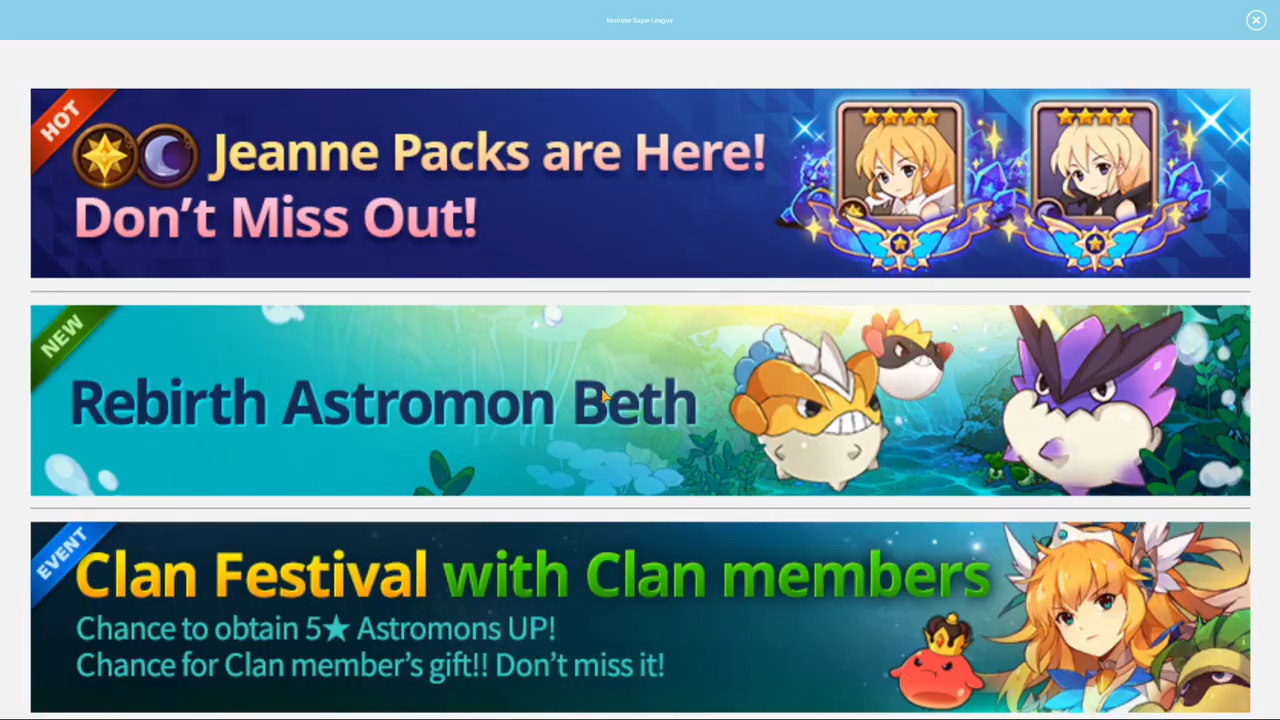 Monster Super League
HOT
Jeanne Packs are Here!
Don't Miss Out!
NEW
Rebirth Astromon Beth
EVENT
Clan Festival with Clan members
Chance to obtain 5★ Astromons UP!
Chance for Clan member's gift!! Don't miss it!